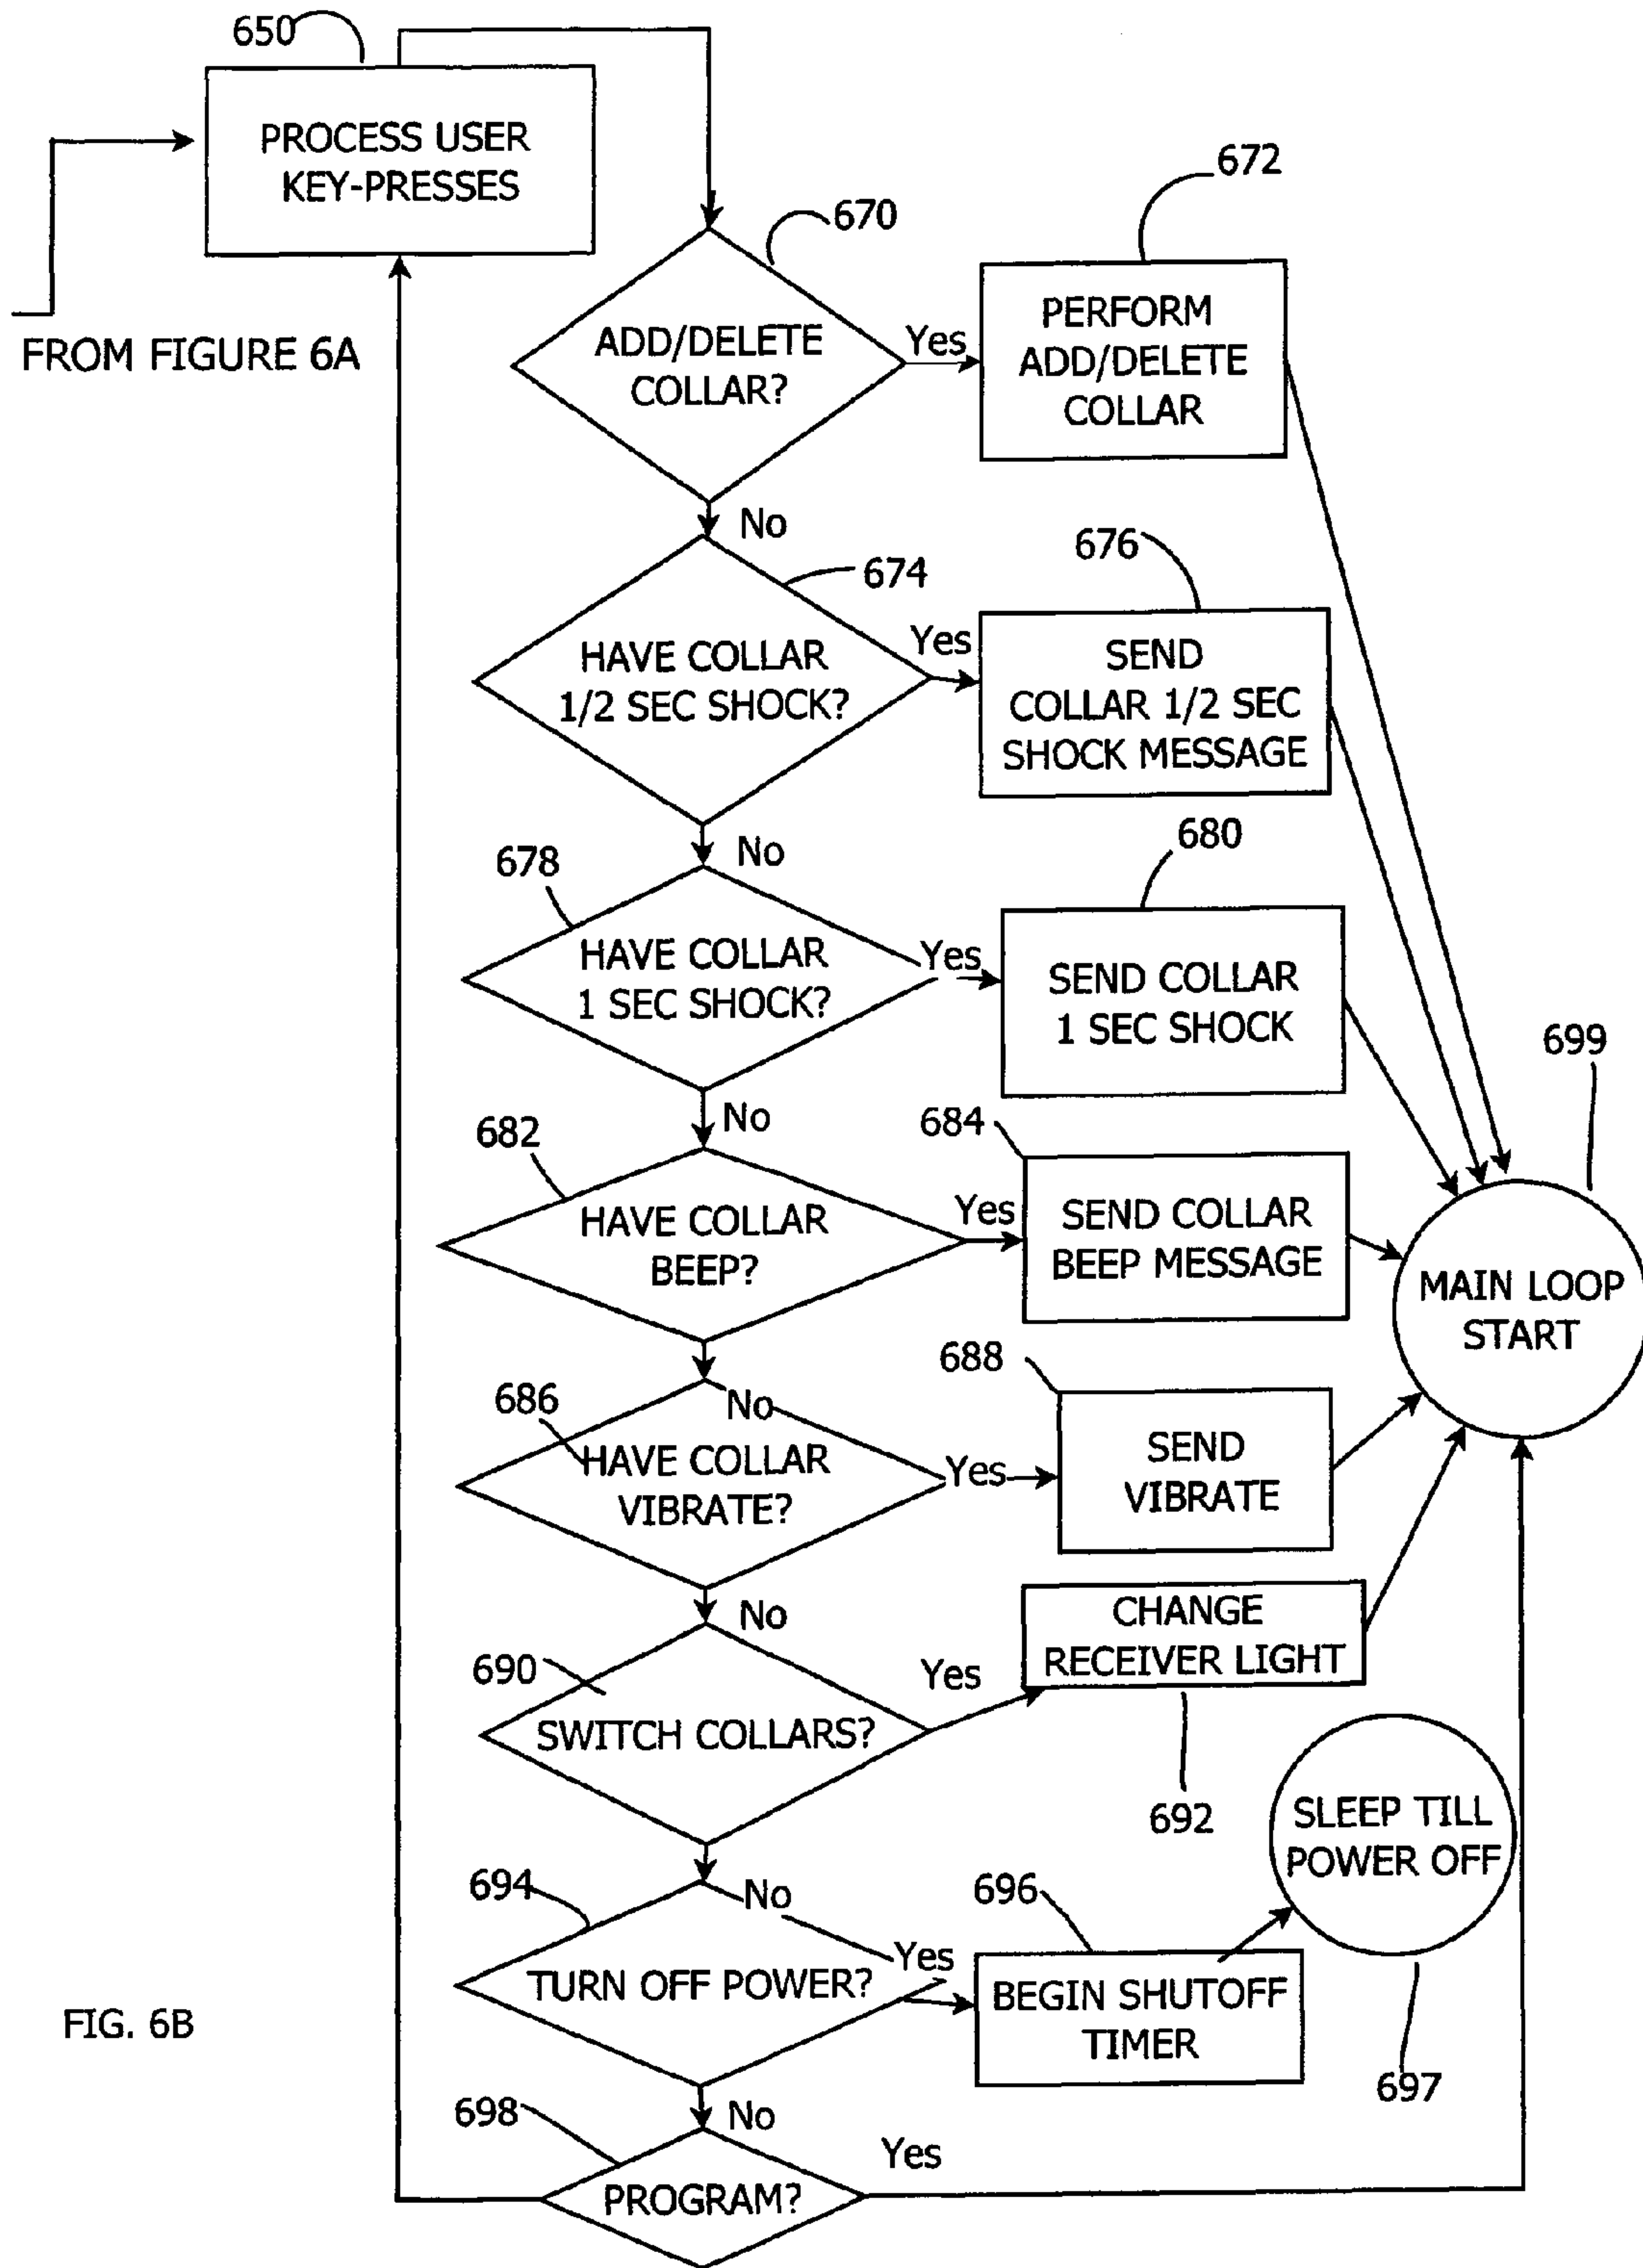 650
PROCESS USER
KEY-PRESSES
FROM FIGURE 6A
670
ADD/DELETE
COLLAR?
Yes
672
PERFORM
ADD/DELETE
COLLAR
No
674
HAVE COLLAR
1/2 SEC SHOCK?
Yes
676
SEND
COLLAR 1/2 SEC
SHOCK MESSAGE
No
678
HAVE COLLAR
1 SEC SHOCK?
Yes
680
SEND COLLAR
1 SEC SHOCK
No
682
HAVE COLLAR
BEEP?
Yes
684
SEND COLLAR
BEEP MESSAGE
699
MAIN LOOP
START
No
686
HAVE COLLAR
VIBRATE?
Yes
688
SEND
VIBRATE
No
690
SWITCH COLLARS?
Yes
CHANGE
RECEIVER LIGHT
692
No
694
TURN OFF POWER?
Yes
696
BEGIN SHUTOFF
TIMER
SLEEP TILL
POWER OFF
697
No
698
PROGRAM?
Yes
FIG. 6B